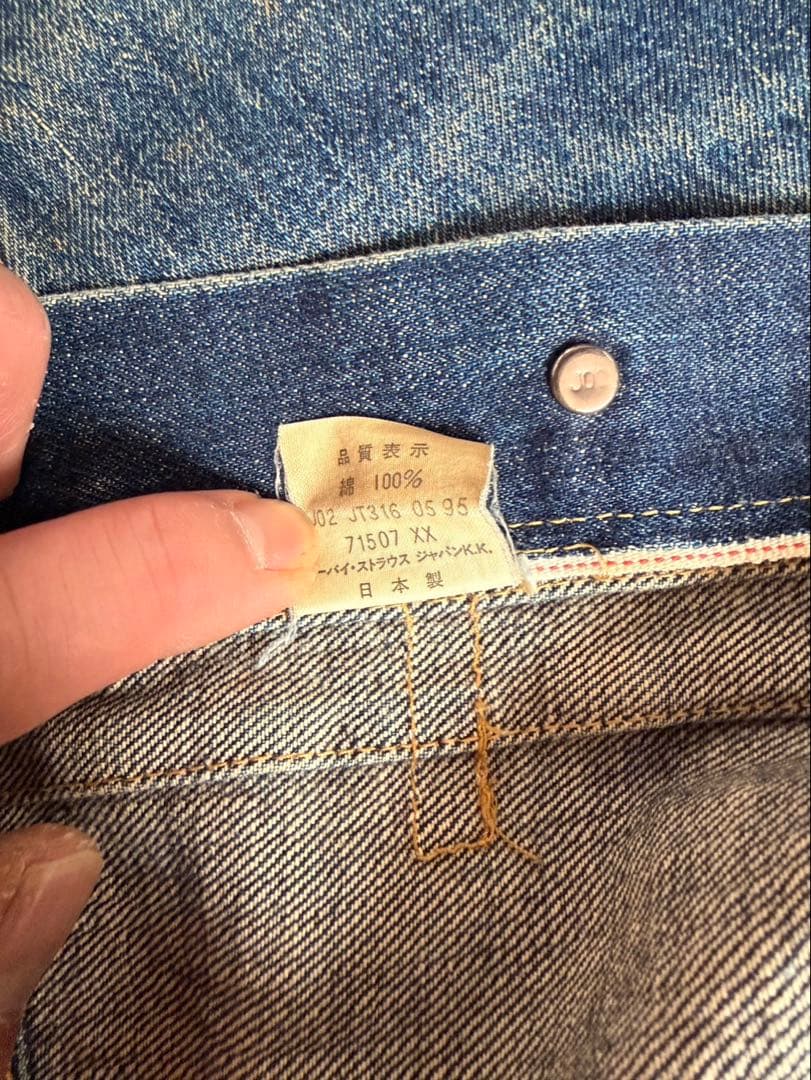 品質表示
綿 100%
J02 JT316 05 95
71507 XX
ーバイ・ストラウス ジャパンK.K.
日本製